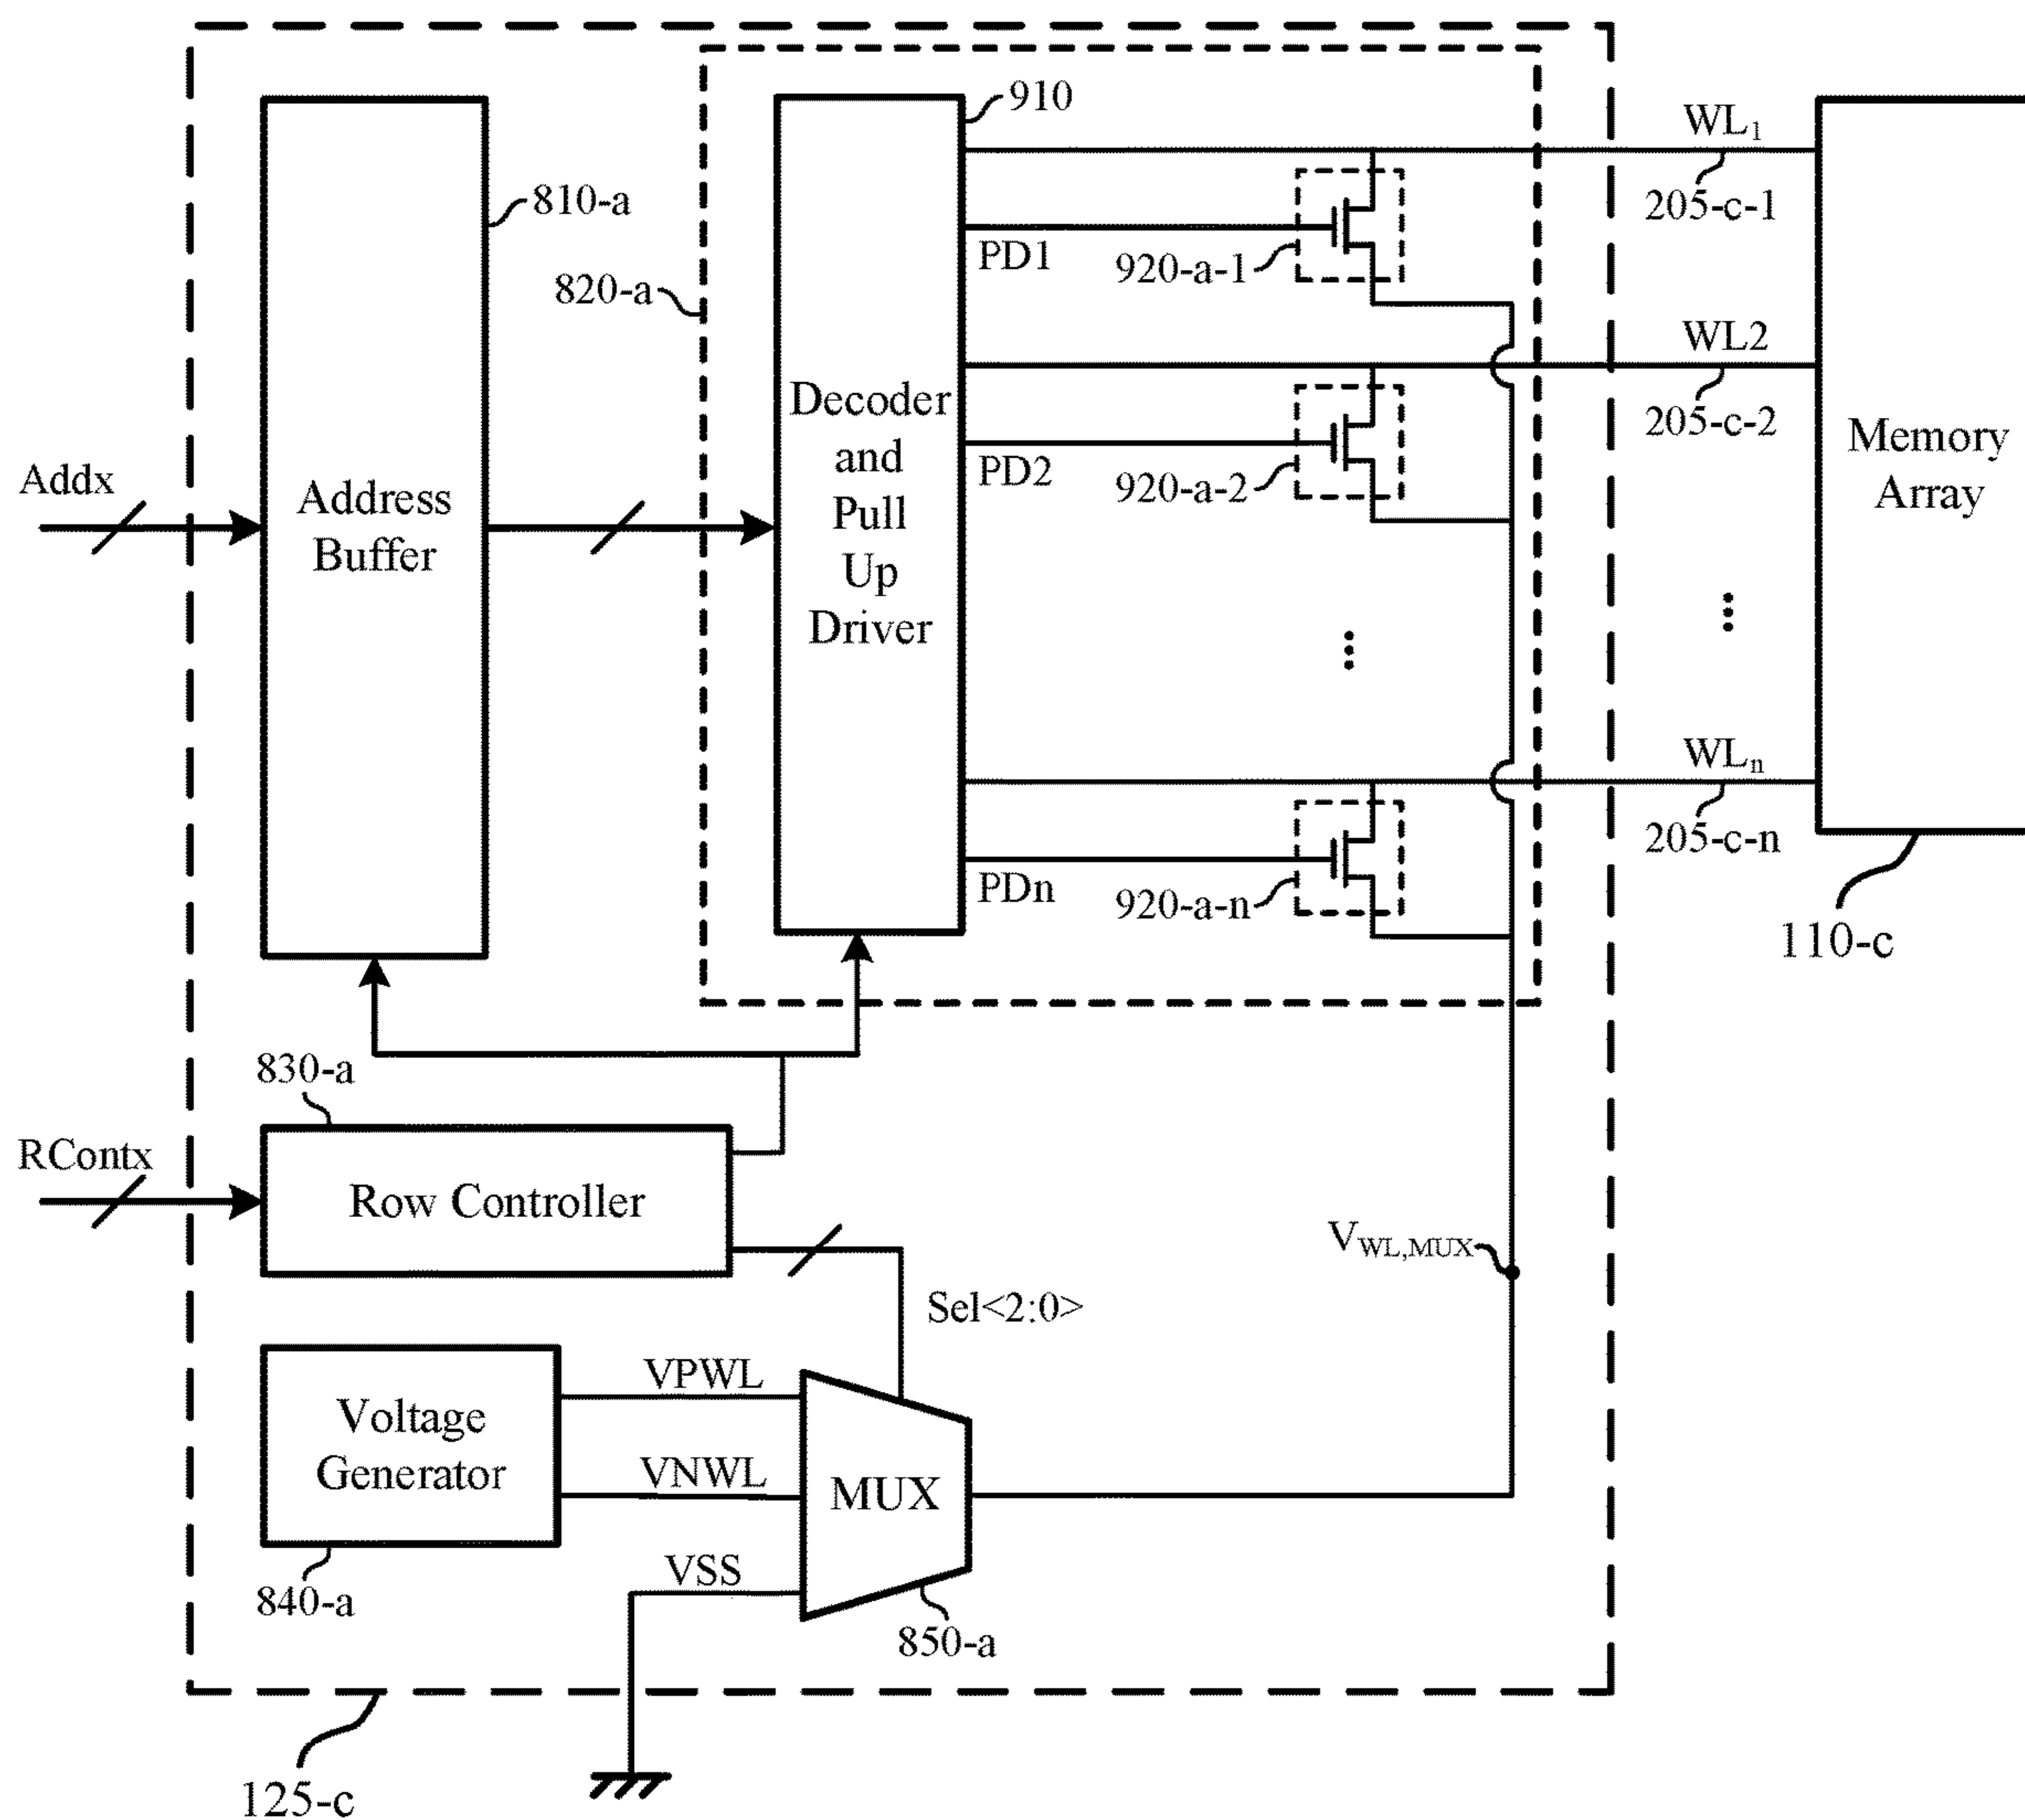 910
WL₁
810-a
205-c-1
PD1
920-a-1
820-a
WL2
Decoder
and
Pull
Up
Driver
205-c-2
Memory
Array
PD2
920-a-2
Addx
Address
Buffer
WLₙ
205-c-n
PDn
920-a-n
110-c
830-a
RContx
Row Controller
V_WL,MUX
Sel<2:0>
VPWL
Voltage
Generator
VNWL
MUX
VSS
840-a
850-a
125-c